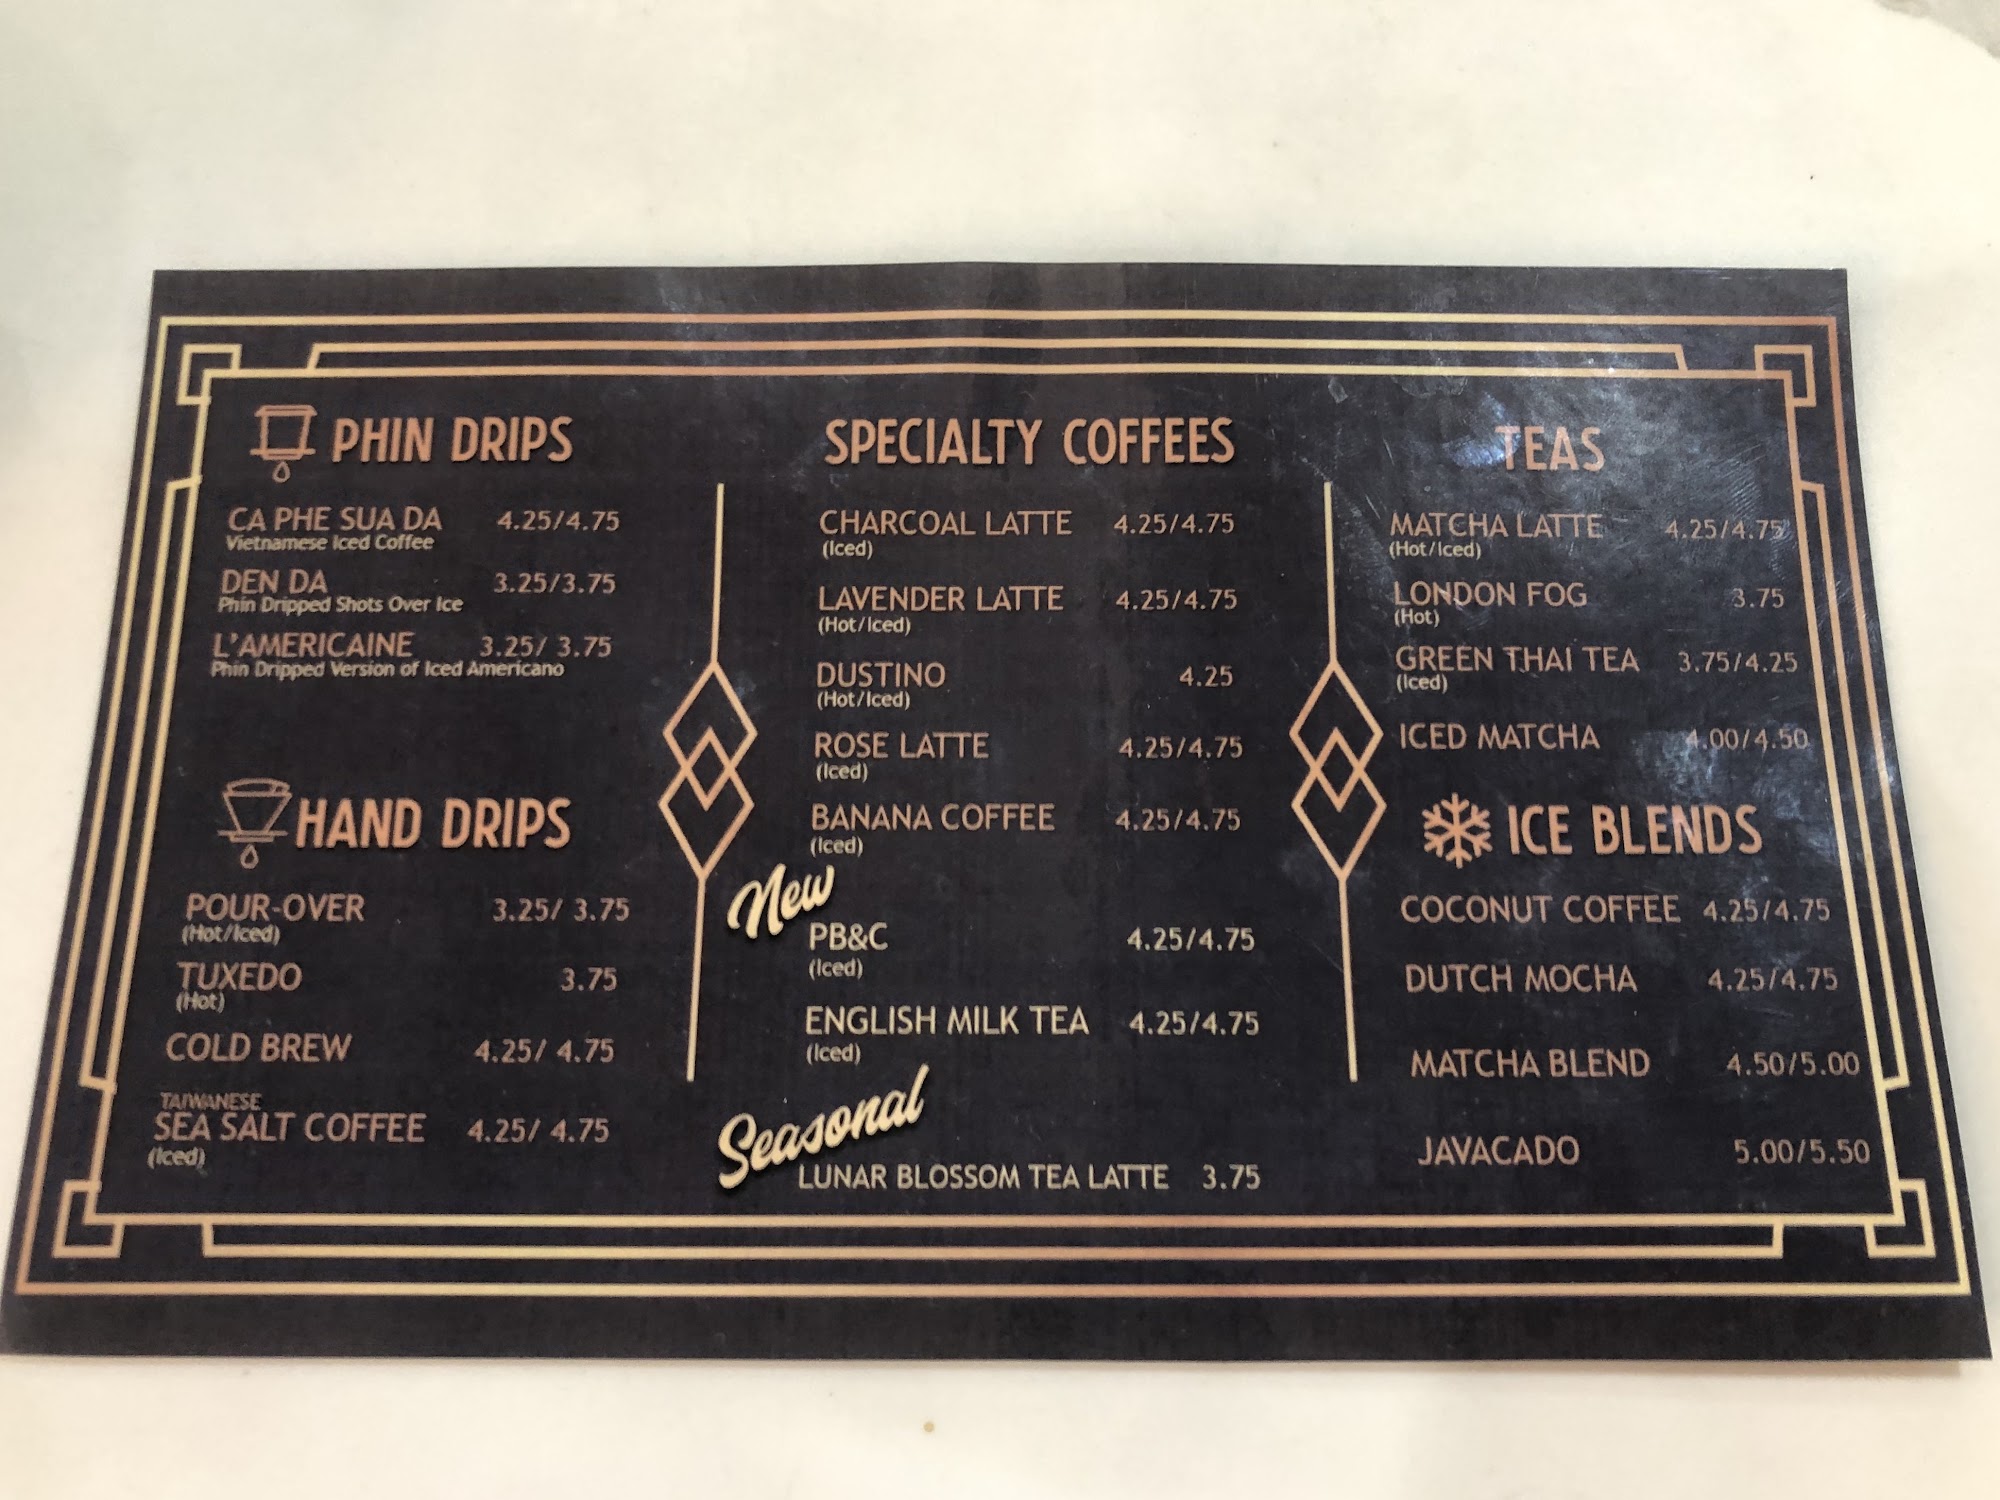 PHIN DRIPS
CA PHE SUA DA 4.25/4.75
Vietnamese Iced Coffee
DEN DA 3.25/3.75
Phin Dripped Shots Over Ice
L'AMERICAINE 3.25/ 3.75
Phin Dripped Version of Iced Americano
HAND DRIPS
POUR-OVER 3.25/ 3.75
(Hot/Iced)
TUXEDO 3.75
(Hot)
COLD BREW 4.25/ 4.75
TAIWANESE
SEA SALT COFFEE 4.25/ 4.75
(Iced)
SPECIALTY COFFEES
CHARCOAL LATTE 4.25/4.75
(Iced)
LAVENDER LATTE 4.25/4.75
(Hot/Iced)
DUSTINO 4.25
(Hot/Iced)
ROSE LATTE 4.25/4.75
(Iced)
BANANA COFFEE 4.25/4.75
(Iced)
New
PB&C 4.25/4.75
(Iced)
ENGLISH MILK TEA 4.25/4.75
(Iced)
Seasonal
LUNAR BLOSSOM TEA LATTE 3.75
TEAS
MATCHA LATTE 4.25/4.75
(Hot/Iced)
LONDON FOG 3.75
(Hot)
GREEN THAI TEA 3.75/4.25
(Iced)
ICED MATCHA 4.00/4.50
ICE BLENDS
COCONUT COFFEE 4.25/4.75
DUTCH MOCHA 4.25/4.75
MATCHA BLEND 4.50/5.00
JAVACADO 5.00/5.50